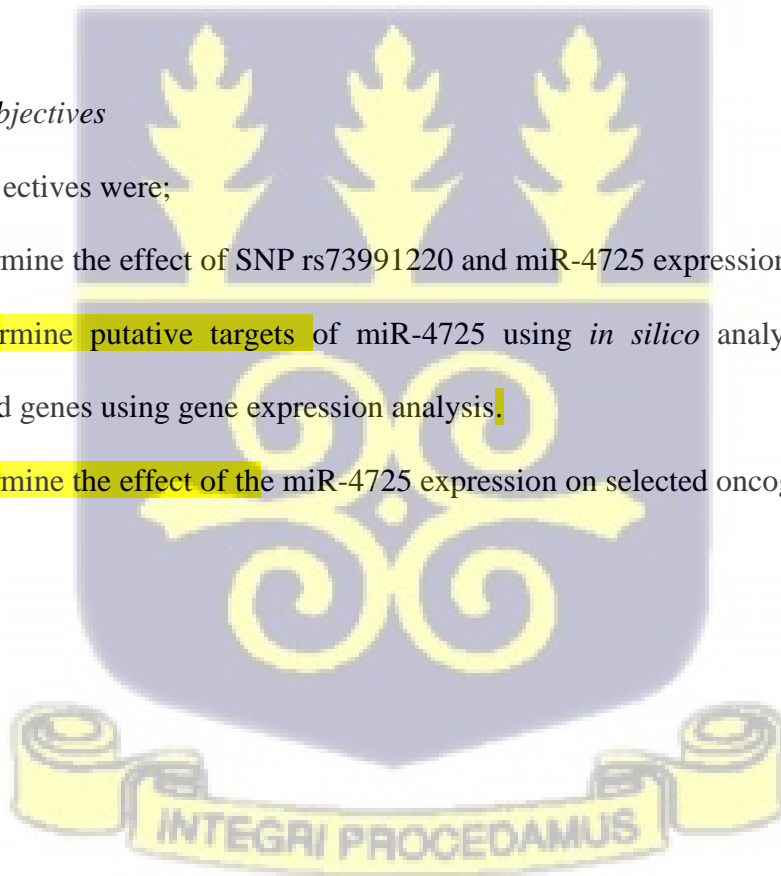 bjectives
ectives were;
rmine the effect of SNP rs73991220 and miR-4725 expression
ermine putative targets of miR-4725 using in silico analy
d genes using gene expression analysis.
rmine the effect of the miR-4725 expression on selected oncog
INTEGRI PROCEDAMUS